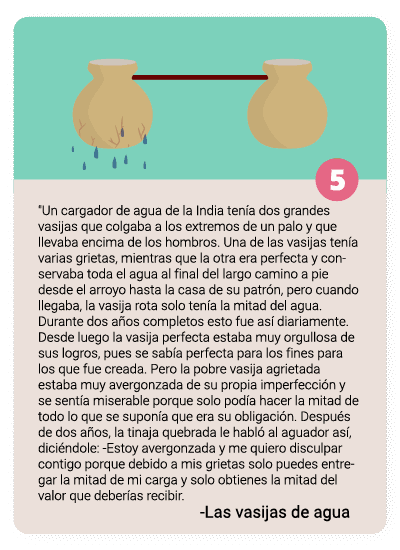 5
"Un cargador de agua de la India tenía dos grandes
vasijas que colgaba a los extremos de un palo y que
llevaba encima de los hombros. Una de las vasijas tenía
varias grietas, mientras que la otra era perfecta y con-
servaba toda el agua al final del largo camino a pie
desde el arroyo hasta la casa de su patrón, pero cuando
llegaba, la vasija rota solo tenía la mitad del agua.
Durante dos años completos esto fue así diariamente.
Desde luego la vasija perfecta estaba muy orgullosa de
sus logros, pues se sabía perfecta para los fines para
los que fue creada. Pero la pobre vasija agrietada
estaba muy avergonzada de su propia imperfección y
se sentía miserable porque solo podía hacer la mitad de
todo lo que se suponía que era su obligación. Después
de dos años, la tinaja quebrada le habló al aguador así,
diciéndole: -Estoy avergonzada y me quiero disculpar
contigo porque debido a mis grietas solo puedes entre-
gar la mitad de mi carga y solo obtienes la mitad del
valor que deberías recibir.
-Las vasijas de agua